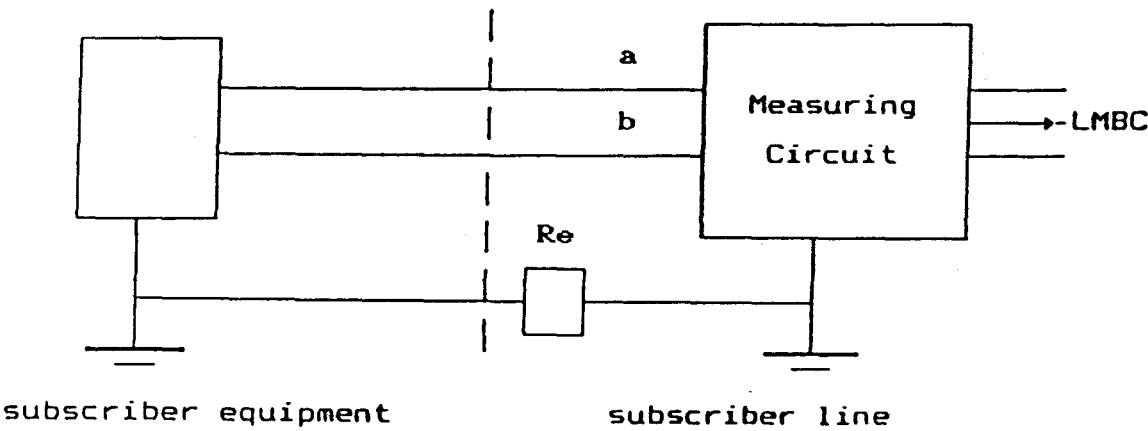 a
b
Measuring
Circuit
-LMBC
Re
subscriber equipment
subscriber line